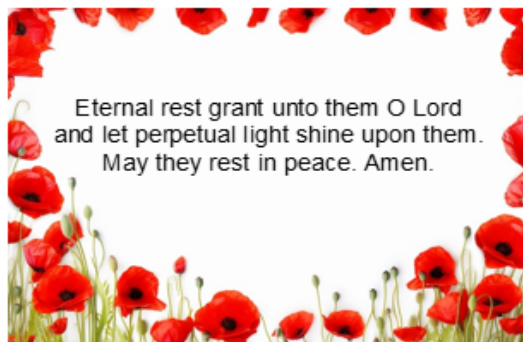 Eternal rest grant unto them O Lord
and let perpetual light shine upon them.
May they rest in peace. Amen.